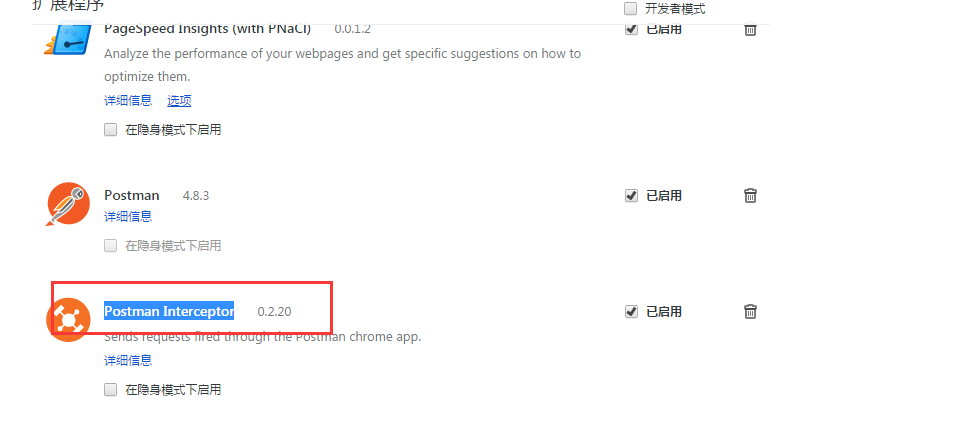 扩展程序
开发者模式
PageSpeed Insights (with PNaCl) 0.0.1.2
已启用
Analyze the performance of your webpages and get specific suggestions on how to
optimize them.
详细信息 选项
在隐身模式下启用
Postman 4.8.3
已启用
详细信息
在隐身模式下启用
Postman Interceptor 0.2.20
已启用
Sends requests fired through the Postman chrome app.
详细信息
在隐身模式下启用